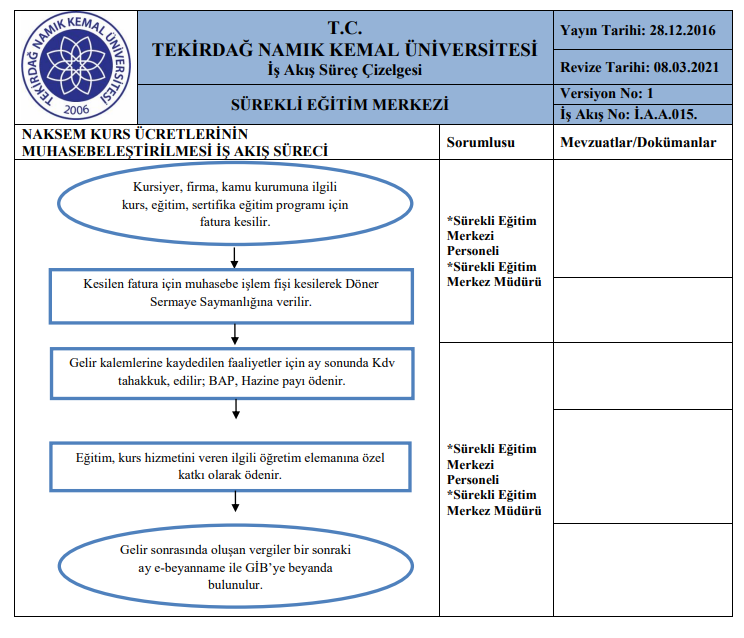 TEKİRDAĞ NAMIK KEMAL ÜNİVERSİTESİ
2006
T.C.
TEKİRDAĞ NAMIK KEMAL ÜNİVERSİTESİ
İş Akış Süreç Çizelgesi
SÜREKLİ EĞİTİM MERKEZİ
Yayın Tarihi: 28.12.2016
Revize Tarihi: 08.03.2021
Versiyon No: 1
İş Akış No: İ.A.A.015.
NAKSEM KURS ÜCRETLERİNİN
MUHASEBELEŞTİRİLMESİ İŞ AKIŞ SÜRECİ
Sorumlusu
Mevzuatlar/Dokümanlar
Kursiyer, firma, kamu kurumuna ilgili
kurs, eğitim, sertifika eğitim programı için
fatura kesilir.
Kesilen fatura için muhasebe işlem fişi kesilerek Döner
Sermaye Saymanlığına verilir.
*Sürekli Eğitim
Merkezi
Personeli
*Sürekli Eğitim
Merkez Müdürü
Gelir kalemlerine kaydedilen faaliyetler için ay sonunda Kdv
tahakkuk, edilir; BAP, Hazine payı ödenir.
Eğitim, kurs hizmetini veren ilgili öğretim elemanına özel
katkı olarak ödenir.
Gelir sonrasında oluşan vergiler bir sonraki
ay e-beyanname ile GİB’ye beyanda
bulunulur.
*Sürekli Eğitim
Merkezi
Personeli
*Sürekli Eğitim
Merkez Müdürü